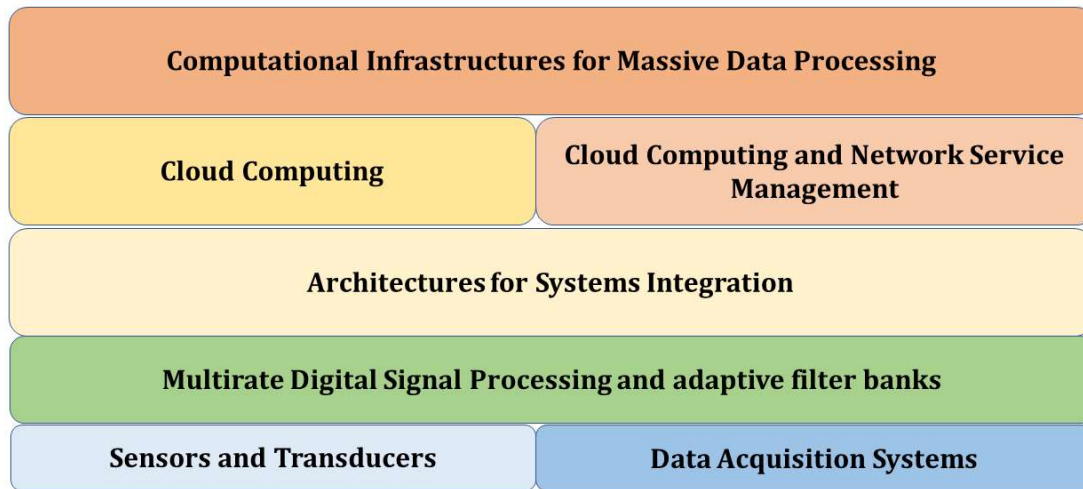 Computational Infrastructures for Massive Data Processing
Cloud Computing
Cloud Computing and Network Service
Management
Architectures for Systems Integration
Multirate Digital Signal Processing and adaptive filter banks
Sensors and Transducers
Data Acquisition Systems